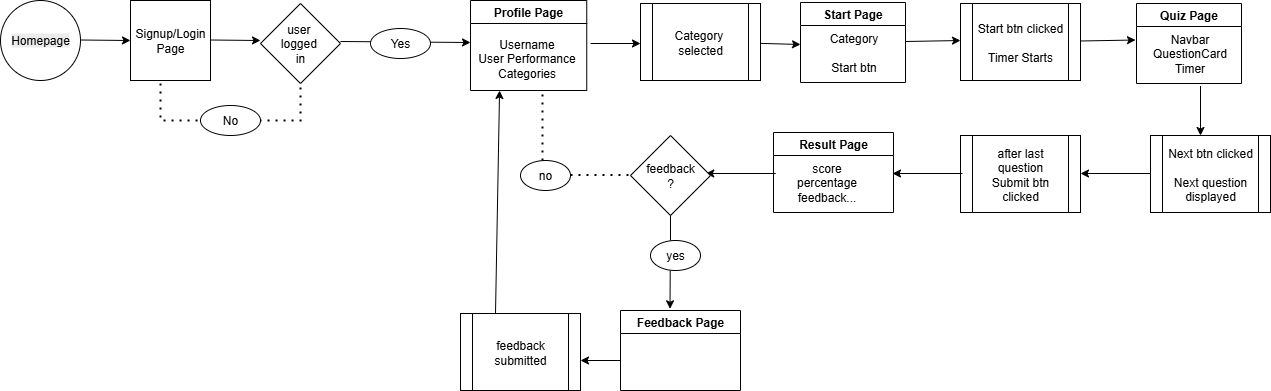 Homepage
Signup/Login
Page
user
logged
in
Yes
No
Profile Page
Username
User Performance
Categories
Category
selected
Start Page
Category
Start btn
Start btn clicked
Timer Starts
Quiz Page
Navbar
QuestionCard
Timer
Next btn clicked
Next question
displayed
after last
question
Submit btn
clicked
Result Page
score
percentage
feedback...
feedback
?
no
yes
Feedback Page
feedback
submitted